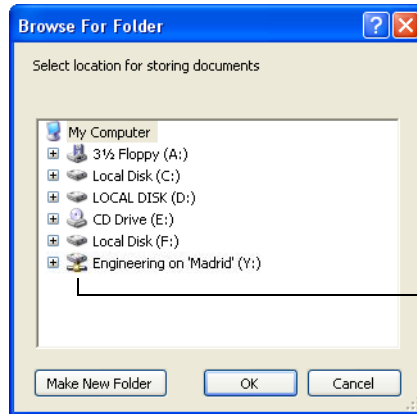 Browse For Folder
Select location for storing documents
My Computer
3½ Floppy (A:)
Local Disk (C:)
LOCAL DISK (D:)
CD Drive (E:)
Local Disk (F:)
Engineering on 'Madrid' (Y:)
Make New Folder OK Cancel